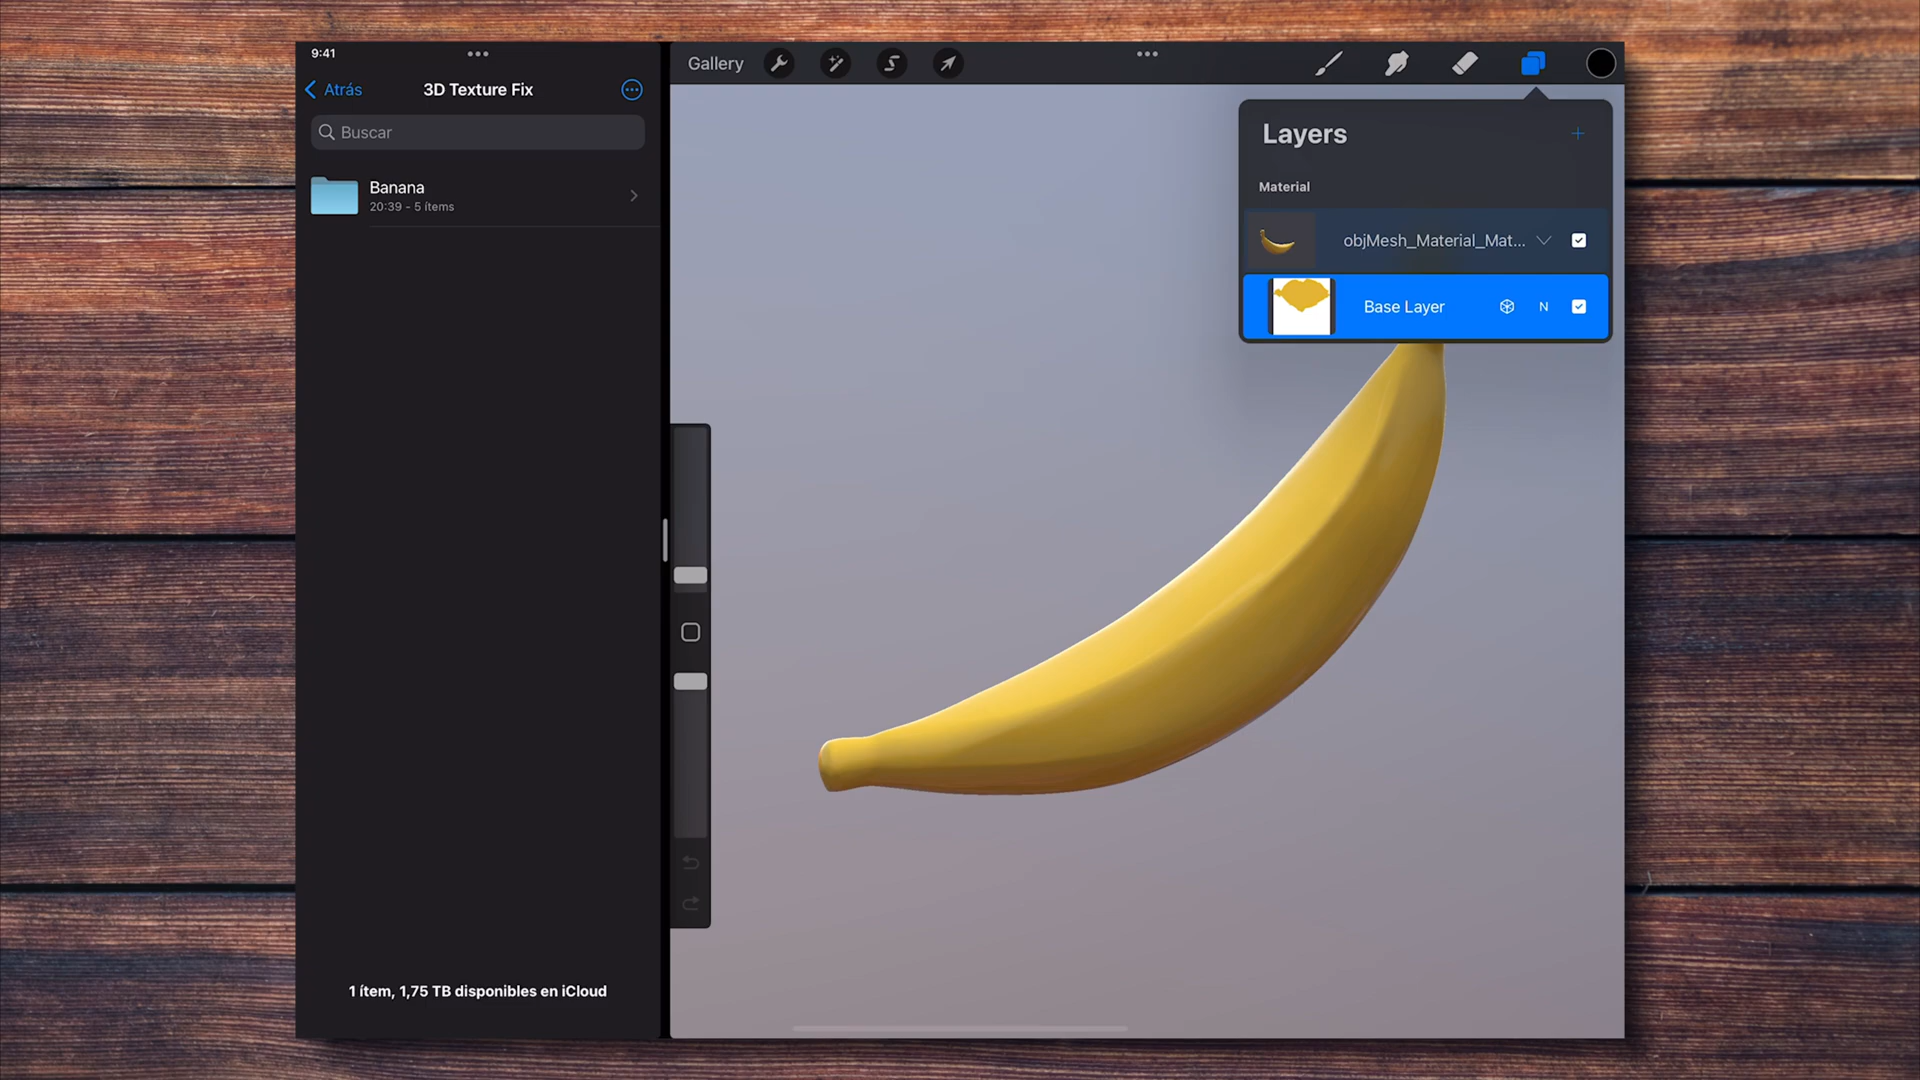 9:41
Atrás
3D Texture Fix
Buscar
Banana
20:39 - 5 ítems
1 ítem, 1,75 TB disponibles en iCloud
Gallery
Layers
Material
objMesh_Material_Mat...
Base Layer
N